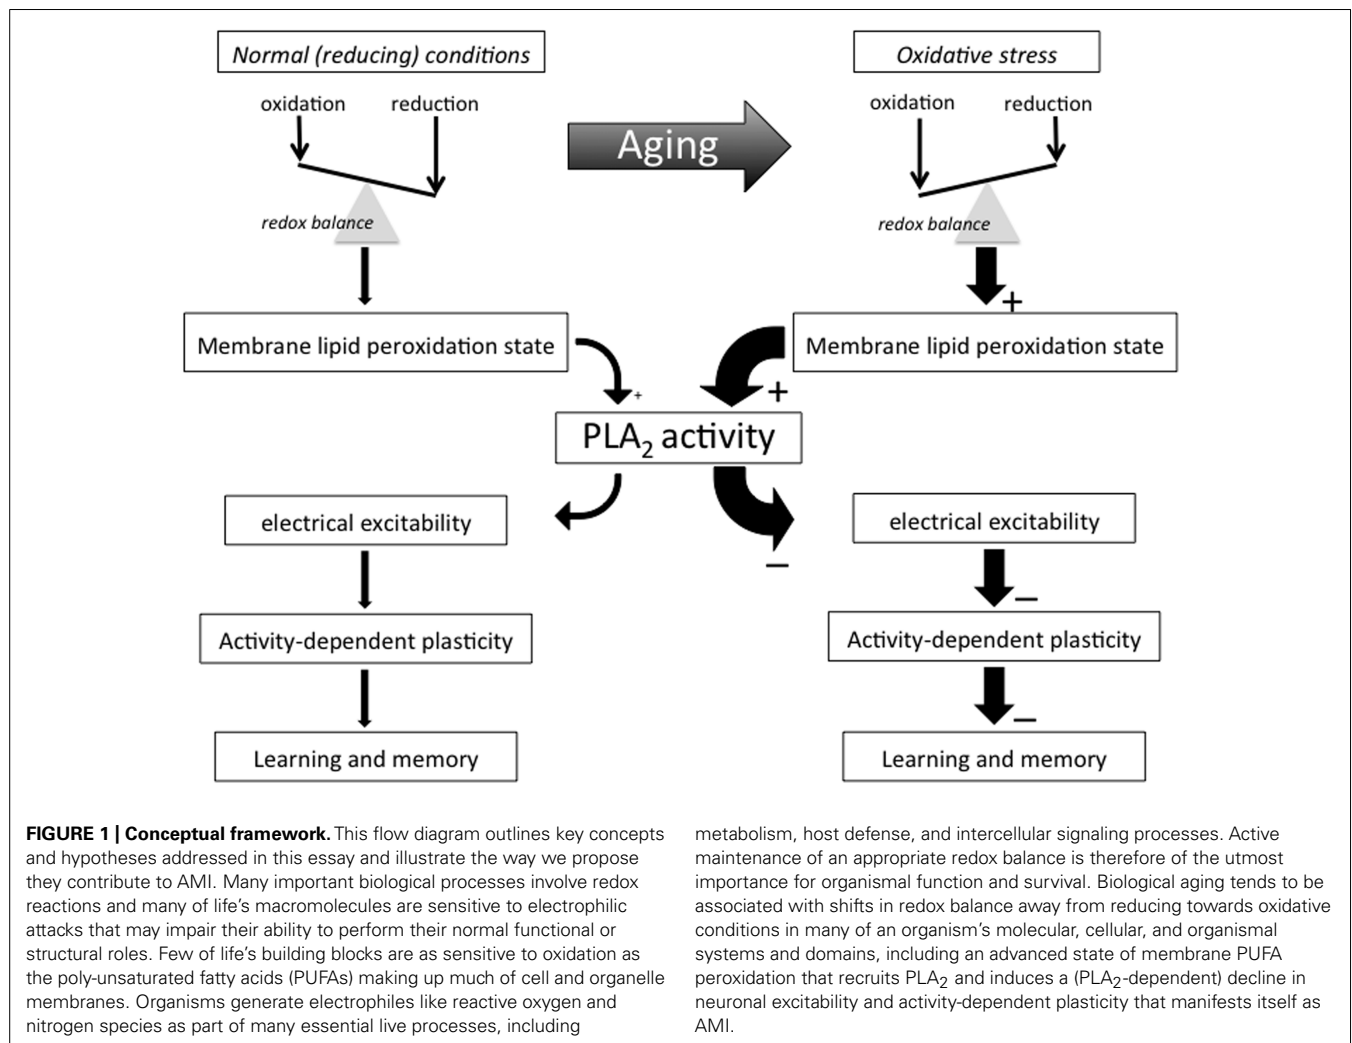 Normal (reducing) conditions
oxidation
reduction
redox balance
Aging
Oxidative stress
oxidation
reduction
redox balance
+
Membrane lipid peroxidation state
Membrane lipid peroxidation state
+
+
PLA2 activity
electrical excitability
electrical excitability
–
–
Activity-dependent plasticity
Activity-dependent plasticity
–
Learning and memory
Learning and memory
FIGURE 1 | Conceptual framework. This flow diagram outlines key concepts
and hypotheses addressed in this essay and illustrate the way we propose
they contribute to AMI. Many important biological processes involve redox
reactions and many of life's macromolecules are sensitive to electrophilic
attacks that may impair their ability to perform their normal functional or
structural roles. Few of life's building blocks are as sensitive to oxidation as
the poly-unsaturated fatty acids (PUFAs) making up much of cell and organelle
membranes. Organisms generate electrophiles like reactive oxygen and
nitrogen species as part of many essential live processes, including
metabolism, host defense, and intercellular signaling processes. Active
maintenance of an appropriate redox balance is therefore of the utmost
importance for organismal function and survival. Biological aging tends to be
associated with shifts in redox balance away from reducing towards oxidative
conditions in many of an organism's molecular, cellular, and organismal
systems and domains, including an advanced state of membrane PUFA
peroxidation that recruits PLA2 and induces a (PLA2-dependent) decline in
neuronal excitability and activity-dependent plasticity that manifests itself as
AMI.